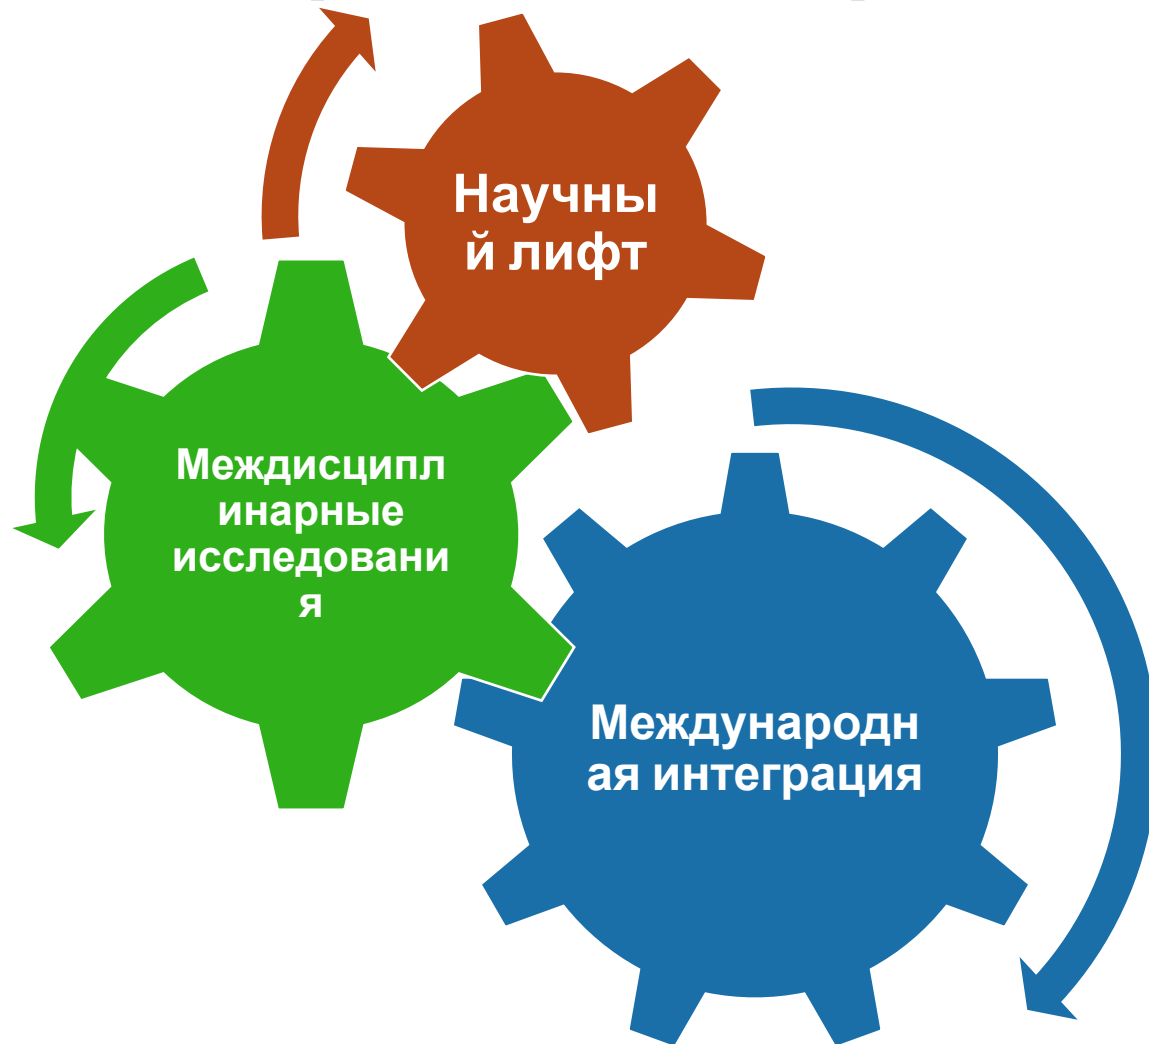 Научны
й лифт
Междисципл
инарные
исследовани
я
Международн
ая интеграция